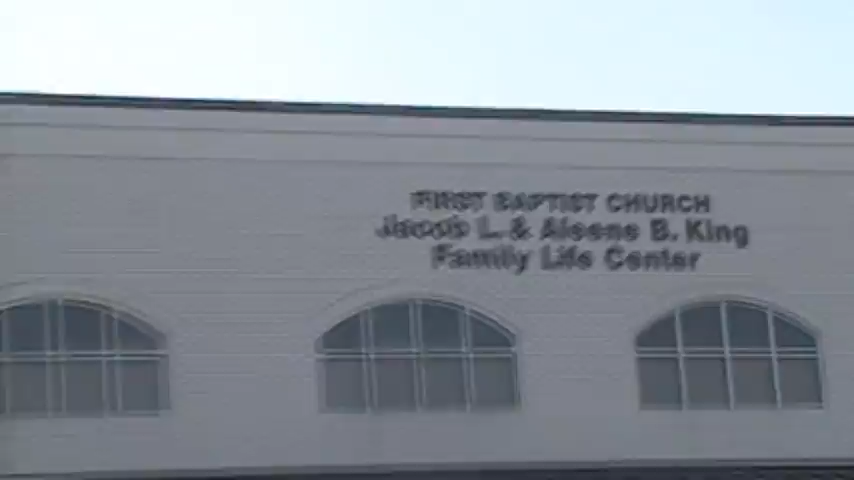 FIRST BAPTIST CHURCH
Jacob L. & Aleene B. King
Family Life Center